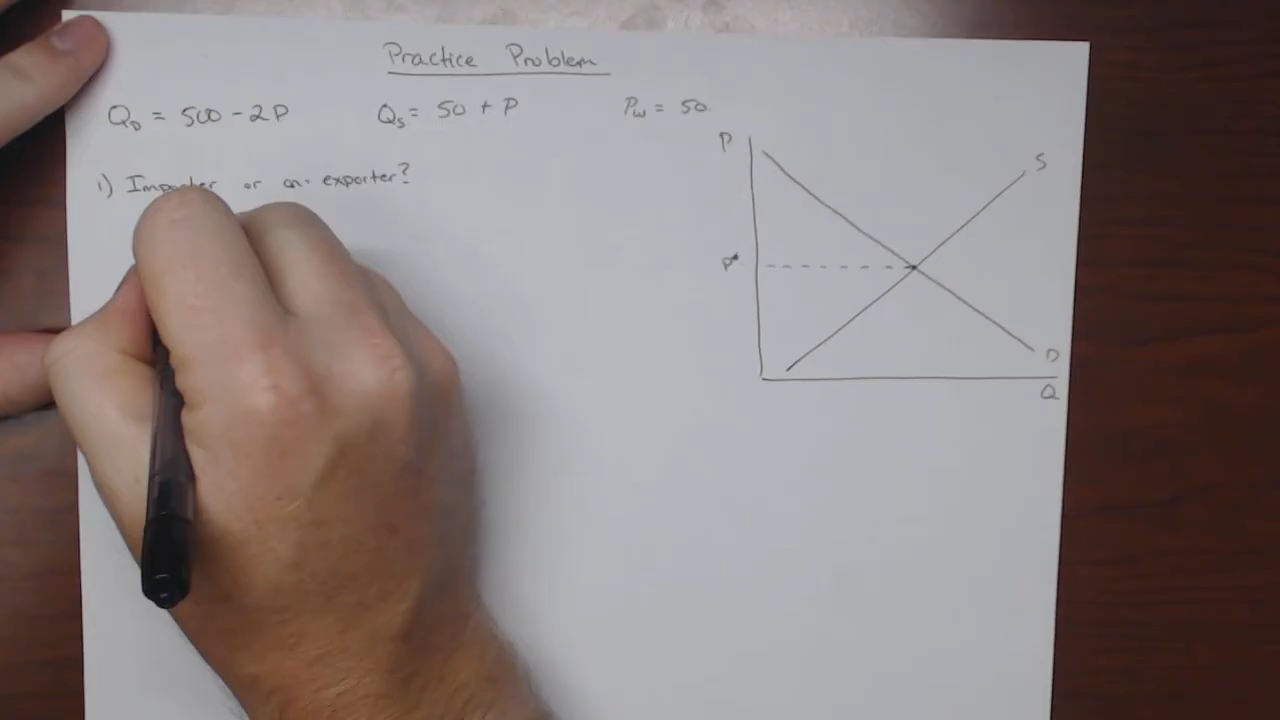 Practice Problem
Q_D = 500 - 2P Q_S = 50 + P P_W = 50
1) Importer or an exporter?
P
S
P*
D
Q